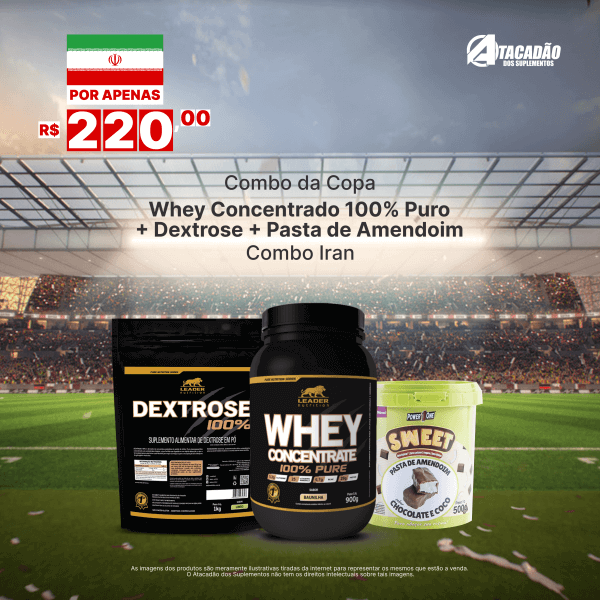 ATACADÃO
DOS SUPLEMENTOS
POR APENAS
R$ 220,00
Combo da Copa
Whey Concentrado 100% Puro
+ Dextrose + Pasta de Amendoim
Combo Iran
LEADER
Nutrition
DEXTROSE
100%
SUPLEMENTO ALIMENTAR DE DEXTROSE EM PÓ
1kg
LEADER
Nutrition
WHEY
CONCENTRATE
100% PURE
BAUNILHA
900g
POWER ONE
SWEET
PASTA DE AMENDOIM
CHOCOLATE E COCO
500g
As imagens dos produtos são meramente ilustrativas tiradas da internet para representar os mesmos que estão a venda.
O Atacadão dos Suplementos não tem os direitos intelectuais sobre tais imagens.